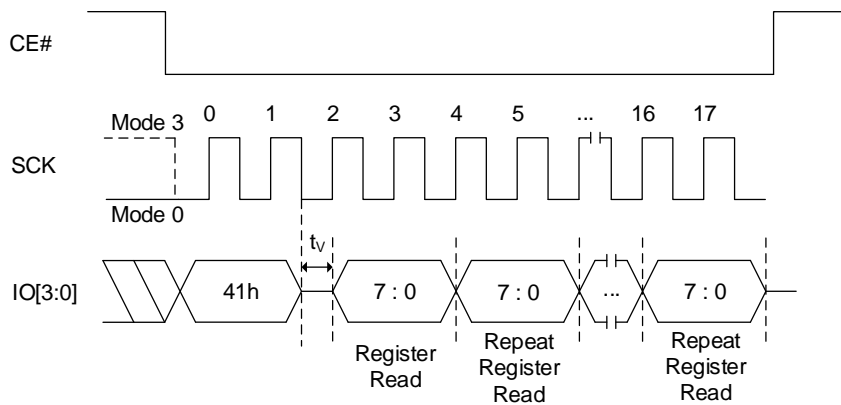 CE#
Mode 3
0 1 2 3 4 5 ... 16 17
SCK
Mode 0
tV
IO[3:0]
41h
7 : 0
7 : 0
...
7 : 0
Register
Read
Repeat
Register
Read
Repeat
Register
Read